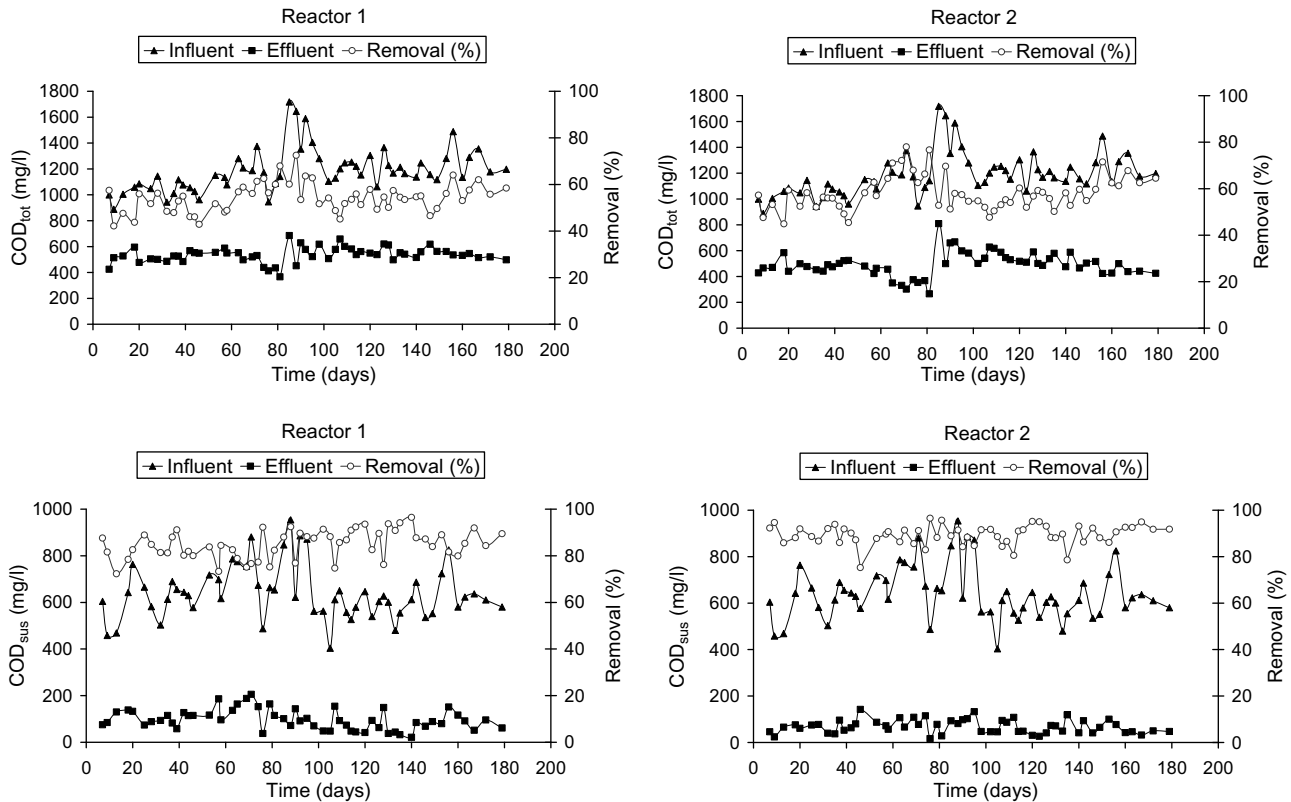 Reactor 1
Influent Effluent Removal (%)
CODtot (mg/l)
1800
1600
1400
1200
1000
800
600
400
200
0
100
80
60
40
20
0
Removal (%)
0 20 40 60 80 100 120 140 160 180 200
Time (days)
Reactor 2
Influent Effluent Removal (%)
CODtot (mg/l)
1800
1600
1400
1200
1000
800
600
400
200
0
100
80
60
40
20
0
Removal (%)
0 20 40 60 80 100 120 140 160 180 200
Time (days)
Reactor 1
Influent Effluent Removal (%)
CODsus (mg/l)
1000
800
600
400
200
0
100
80
60
40
20
0
Removal (%)
0 20 40 60 80 100 120 140 160 180 200
Time (days)
Reactor 2
Influent Effluent Removal (%)
CODsus (mg/l)
1000
800
600
400
200
0
100
80
60
40
20
0
Removal (%)
0 20 40 60 80 100 120 140 160 180 200
Time (days)